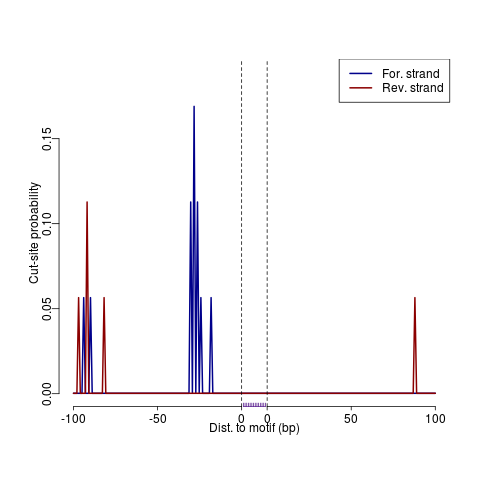 For. strand
Rev. strand
Cut-site probability
0.15
0.10
0.05
0.00
-100 -50 0 0 50 100
Dist. to motif (bp)